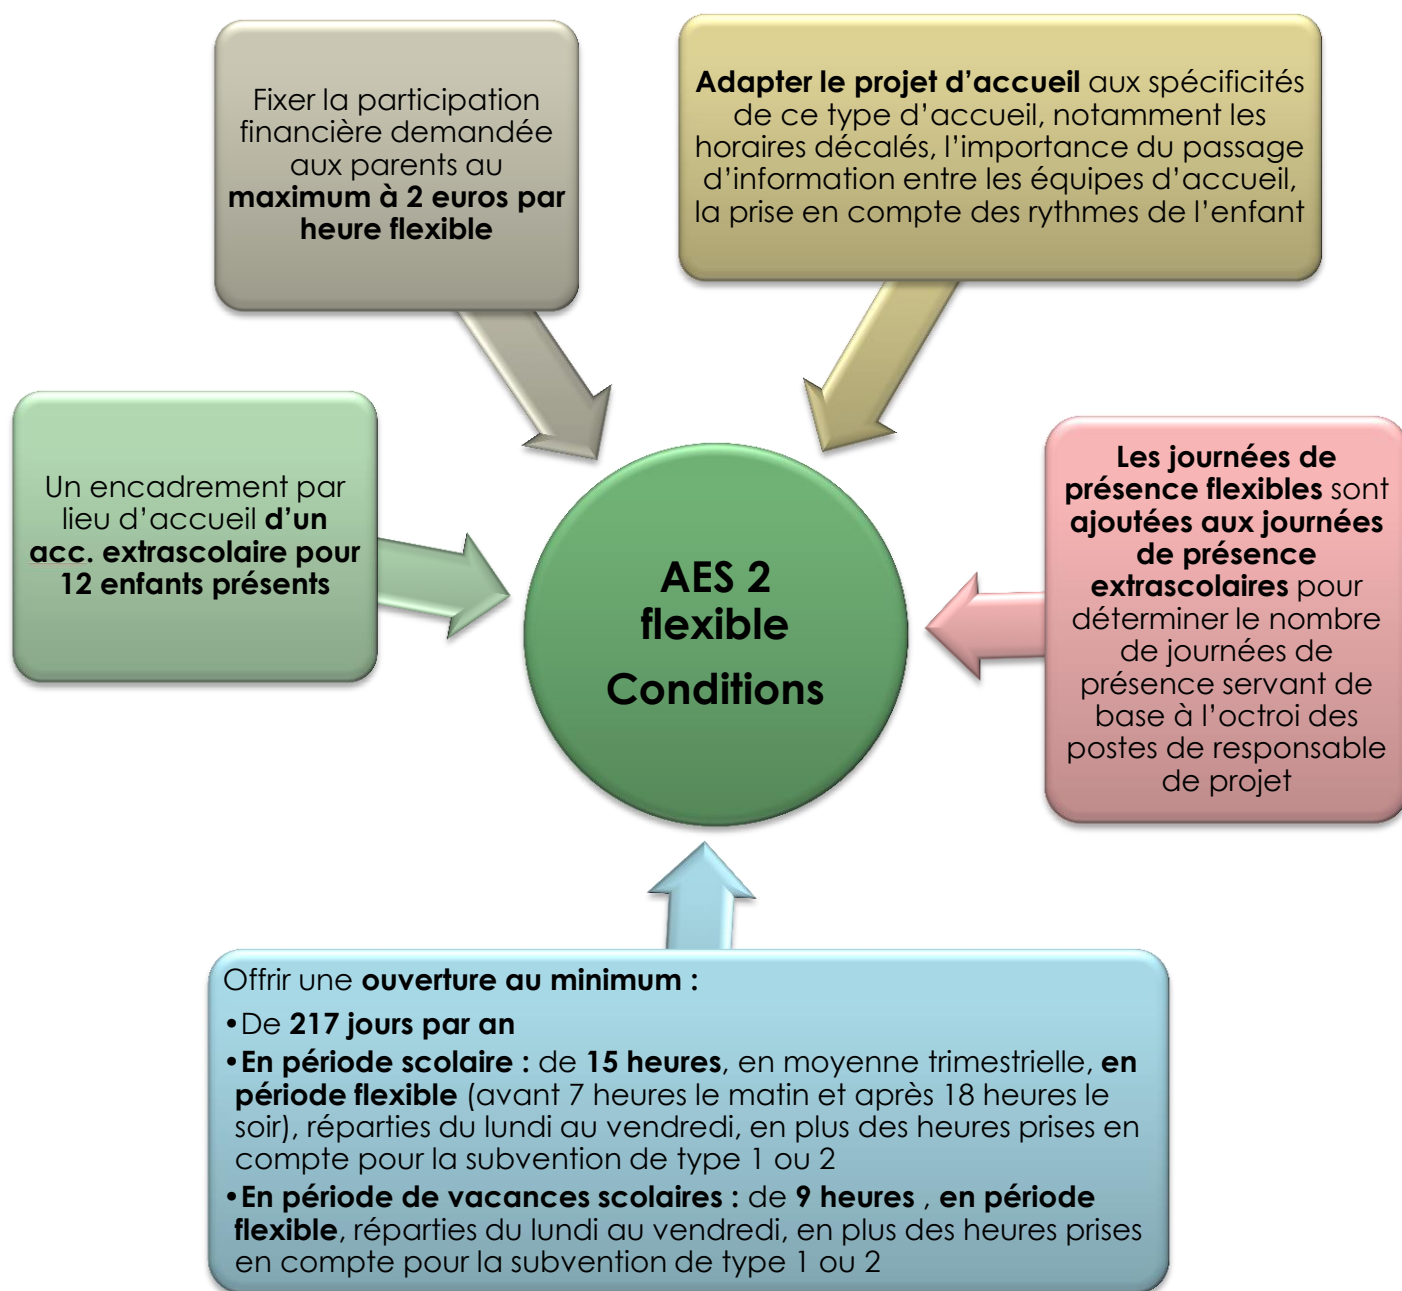 Fixer la participation
financière demandée
aux parents au
maximum à 2 euros par
heure flexible
Adapter le projet d’accueil aux spécificités
de ce type d’accueil, notamment les
horaires décalés, l’importance du passage
d’information entre les équipes d’accueil,
la prise en compte des rythmes de l’enfant
Un encadrement par
lieu d’accueil d’un
acc. extrascolaire pour
12 enfants présents
AES 2
flexible
Conditions
Les journées de
présence flexibles sont
ajoutées aux journées
de présence
extrascolaires pour
déterminer le nombre
de journées de
présence servant de
base à l’octroi des
postes de responsable
de projet
Offrir une ouverture au minimum :
•De 217 jours par an
•En période scolaire : de 15 heures, en moyenne trimestrielle, en
période flexible (avant 7 heures le matin et après 18 heures le
soir), réparties du lundi au vendredi, en plus des heures prises en
compte pour la subvention de type 1 ou 2
•En période de vacances scolaires : de 9 heures , en période
flexible, réparties du lundi au vendredi, en plus des heures prises
en compte pour la subvention de type 1 ou 2